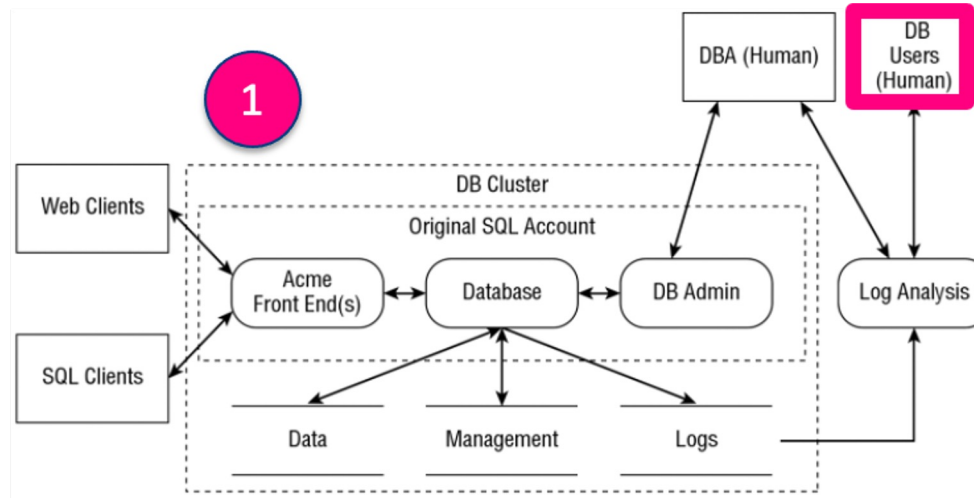 DBA (Human)
DB
Users
(Human)
1
DB Cluster
Web Clients
Original SQL Account
Acme
Front End(s)
Database
DB Admin
Log Analysis
SQL Clients
Data
Management
Logs